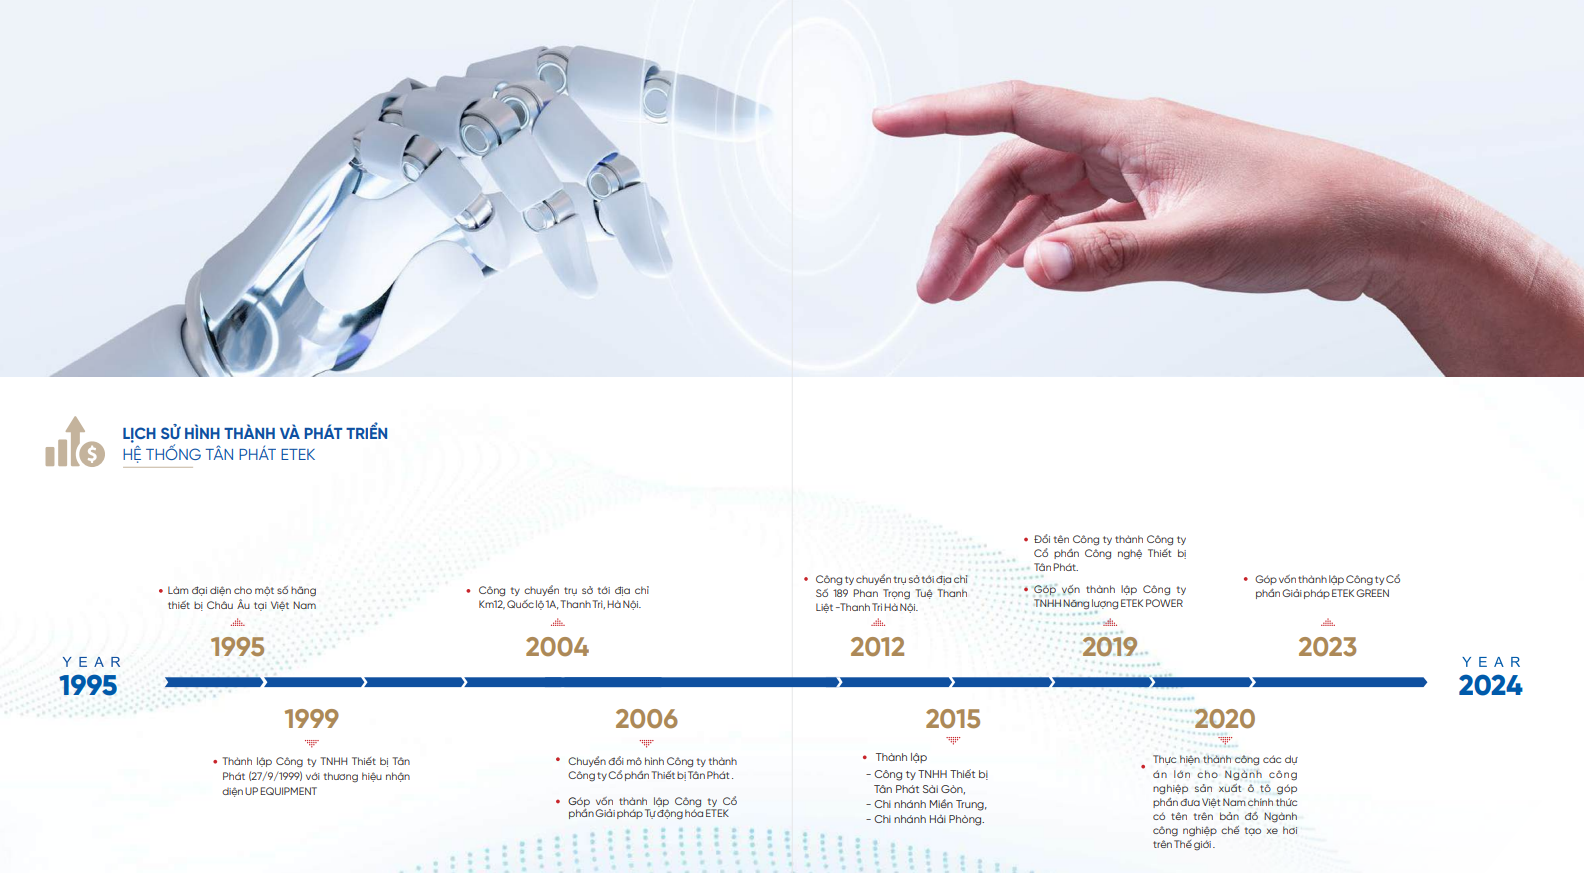 LỊCH SỬ HÌNH THÀNH VÀ PHÁT TRIỂN
HỆ THỐNG TÂN PHÁT ETEK
YEAR
1995
Làm đại diện cho một số hãng
thiết bị Châu Âu tại Việt Nam
1995
Thành lập Công ty TNHH Thiết bị Tân
Phát (27/9/1999) với thương hiệu nhận
diện UP EQUIPMENT
1999
Công ty chuyển trụ sở tới địa chỉ
Km12, Quốc lộ 1A, Thanh Trì, Hà Nội.
2004
2006
Chuyển đổi mô hình Công ty thành
Công ty Cổ phần Thiết bị Tân Phát .
Góp vốn thành lập Công ty Cổ
phần Giải pháp Tự động hóa ETEK
Công ty chuyển trụ sở tới địa chỉ
Số 189 Phan Trọng Tuệ Thanh
Liệt -Thanh Trì Hà Nội.
2012
2015
Thành lập
- Công ty TNHH Thiết bị
Tân Phát Sài Gòn,
- Chi nhánh Miền Trung,
- Chi nhánh Hải Phòng.
Đổi tên Công ty thành Công ty
Cổ phần Công nghệ Thiết bị
Tân Phát.
Góp vốn thành lập Công ty
TNHH Năng lượng ETEK POWER
2019
2020
Thực hiện thành công các dự
án lớn cho Ngành công
nghiệp sản xuất ô tô góp
phần đưa Việt Nam chính thức
có tên trên bản đồ Ngành
công nghiệp chế tạo xe hơi
trên Thế giới .
Góp vốn thành lập Công ty Cổ
phần Giải pháp ETEK GREEN
2023
YEAR
2024